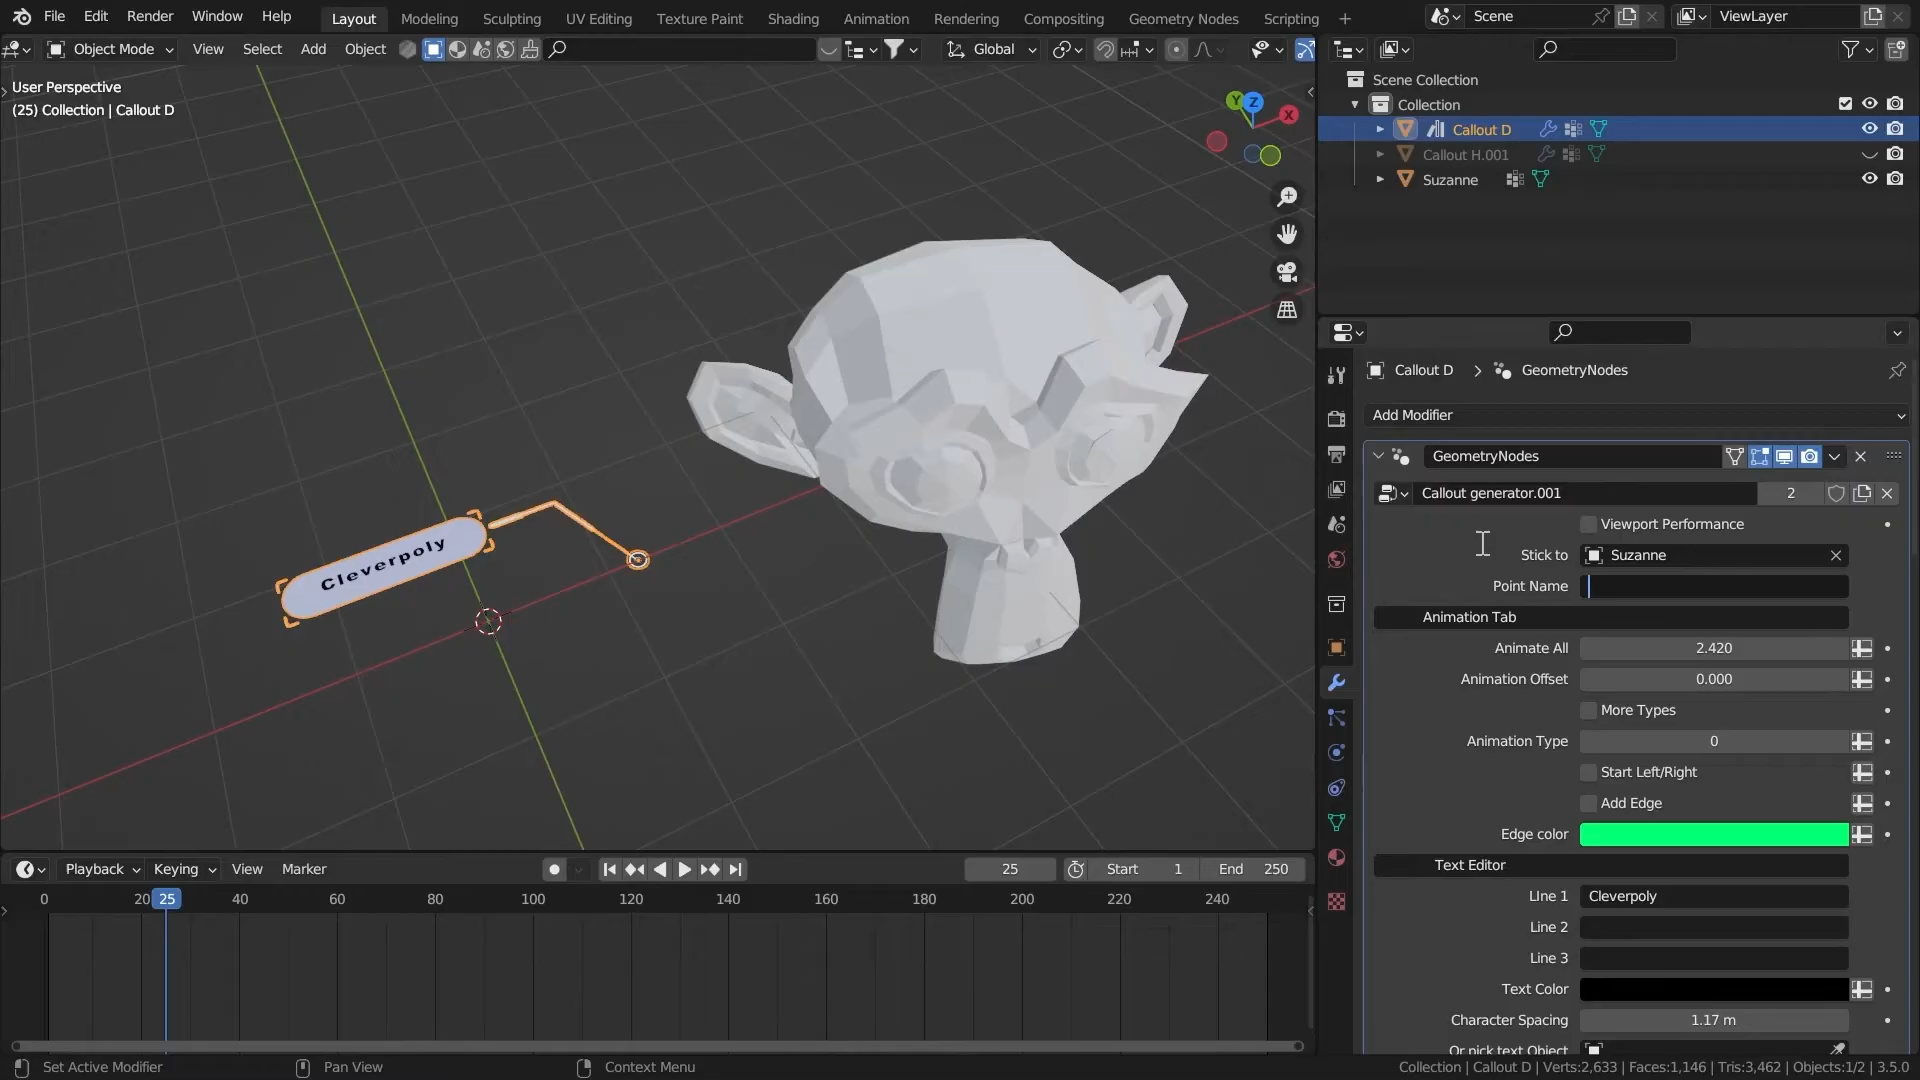 File Edit Render Window Help Layout Modeling Sculpting UV Editing Texture Paint Shading Animation Rendering Compositing Geometry Nodes Scripting + Scene ViewLayer
Object Mode View Select Add Object Global
User Perspective
(25) Collection | Callout D
Y Z X
Cleverpoly
Scene Collection
Collection
Callout D
Callout H.001
Suzanne
Callout D > GeometryNodes
Add Modifier
GeometryNodes
Callout generator.001 2
Viewport Performance
Stick to Suzanne
Point Name
Animation Tab
Animate All 2.420
Animation Offset 0.000
More Types
Animation Type 0
Start Left/Right
Add Edge
Edge color
Text Editor
LIne 1 Cleverpoly
Line 2
Line 3
Text Color
Character Spacing 1.17 m
Or pick text Object
Playback Keying View Marker 25 Start 1 End 250
0 20 25 40 60 80 100 120 140 160 180 200 220 240
Set Active Modifier Pan View Context Menu Collection | Callout D | Verts:2,633 | Faces:1,146 | Tris:3,462 | Objects:1/2 | 3.5.0